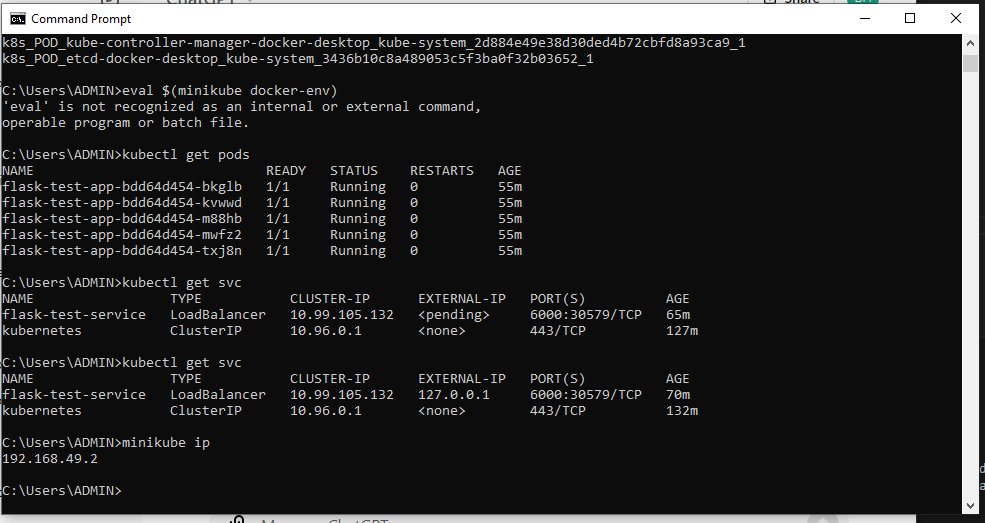 Share
Command Prompt
k8s_POD_kube-controller-manager-docker-desktop_kube-system_2d884e49e38d30ded4b72cbfd8a93ca9_1
k8s_POD_etcd-docker-desktop_kube-system_3436b10c8a489053c5f3ba0f32b03652_1
C:\Users\ADMIN>eval $(minikube docker-env)
'eval' is not recognized as an internal or external command,
operable program or batch file.
C:\Users\ADMIN>kubectl get pods
NAME READY STATUS RESTARTS AGE
flask-test-app-bdd64d454-bkglb 1/1 Running 0 55m
flask-test-app-bdd64d454-kvwwd 1/1 Running 0 55m
flask-test-app-bdd64d454-m88hb 1/1 Running 0 55m
flask-test-app-bdd64d454-mwfz2 1/1 Running 0 55m
flask-test-app-bdd64d454-txj8n 1/1 Running 0 55m
C:\Users\ADMIN>kubectl get svc
NAME TYPE CLUSTER-IP EXTERNAL-IP PORT(S) AGE
flask-test-service LoadBalancer 10.99.105.132 <pending> 6000:30579/TCP 65m
kubernetes ClusterIP 10.96.0.1 <none> 443/TCP 127m
C:\Users\ADMIN>kubectl get svc
NAME TYPE CLUSTER-IP EXTERNAL-IP PORT(S) AGE
flask-test-service LoadBalancer 10.99.105.132 127.0.0.1 6000:30579/TCP 70m
kubernetes ClusterIP 10.96.0.1 <none> 443/TCP 132m
C:\Users\ADMIN>minikube ip
192.168.49.2
C:\Users\ADMIN>
ChatGPT